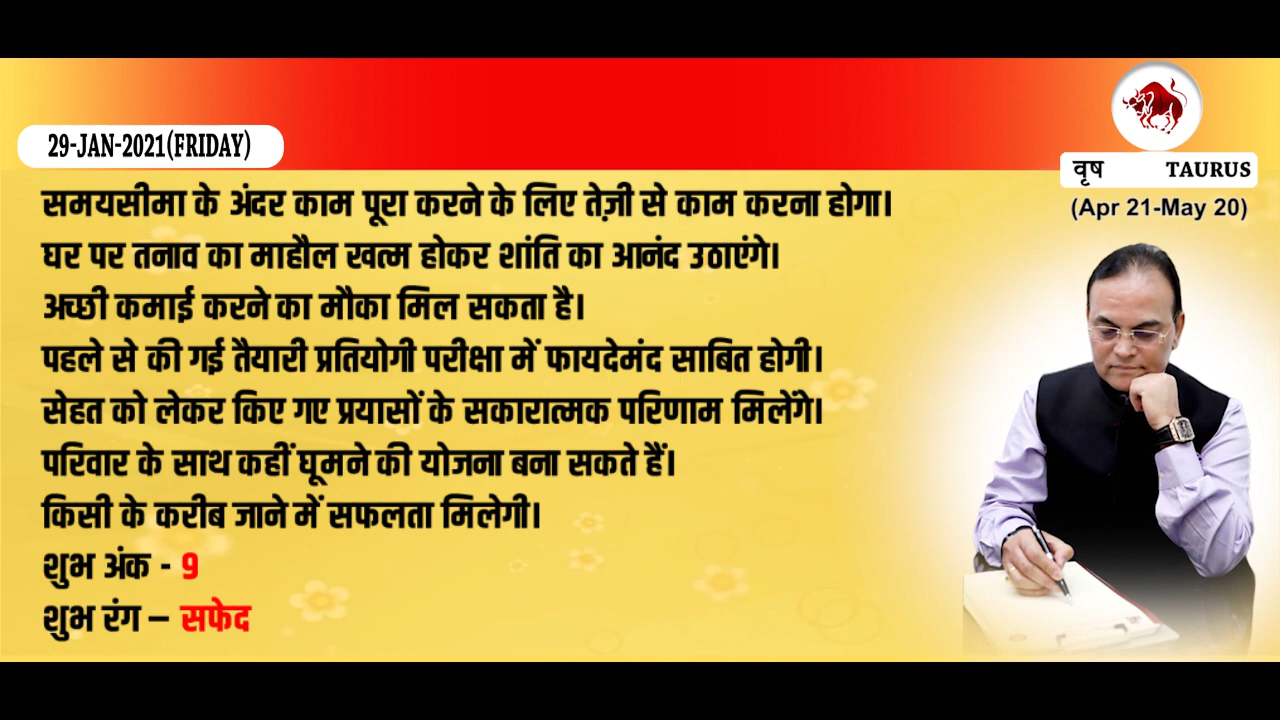 29-JAN-2021(FRIDAY)
वृष TAURUS
(Apr 21-May 20)
समयसीमा के अंदर काम पूरा करने के लिए तेज़ी से काम करना होगा।
घर पर तनाव का माहौल खत्म होकर शांति का आनंद उठाएंगे।
अच्छी कमाई करने का मौका मिल सकता है।
पहले से की गई तैयारी प्रतियोगी परीक्षा में फायदेमंद साबित होगी।
सेहत को लेकर किए गए प्रयासों के सकारात्मक परिणाम मिलेंगे।
परिवार के साथ कहीं घूमने की योजना बना सकते हैं।
किसी के करीब जाने में सफलता मिलेगी।
शुभ अंक - 9
शुभ रंग – सफेद